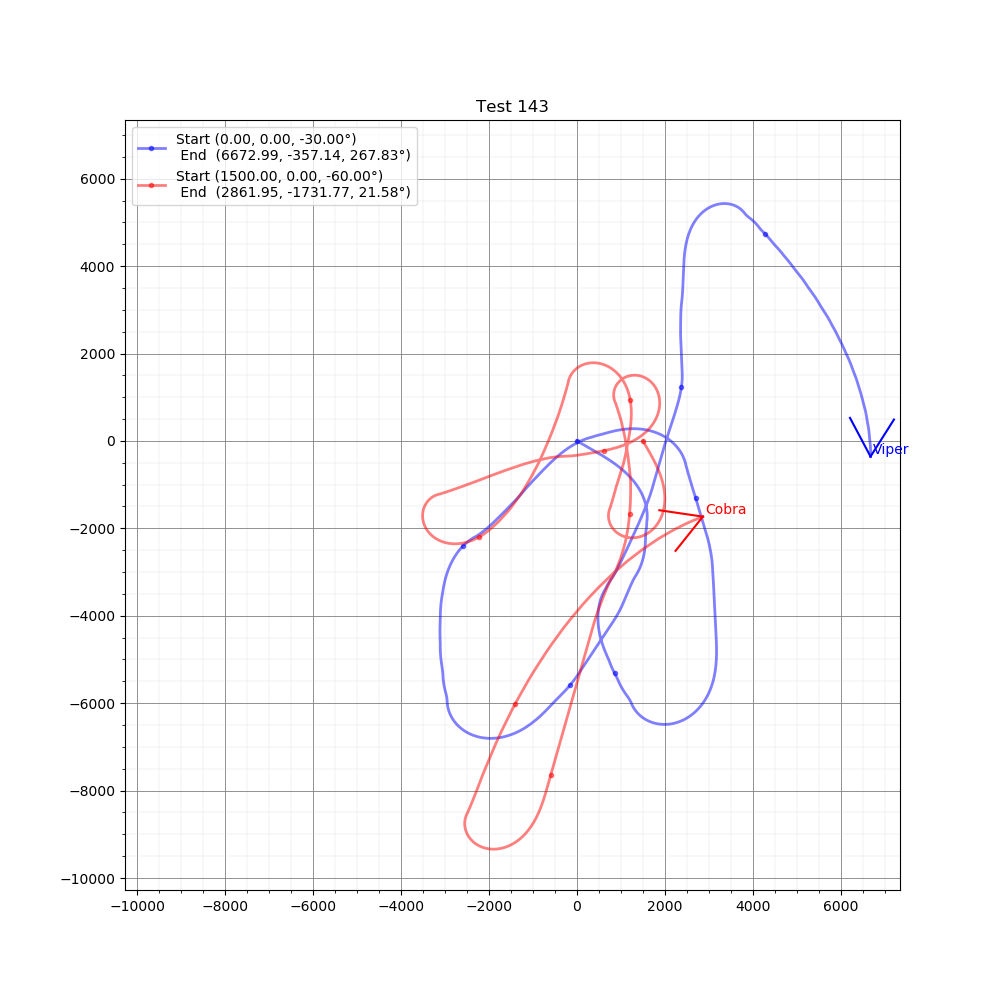 Test 143
Start (0.00, 0.00, -30.00°)
End  (6672.99, -357.14, 267.83°)
Start (1500.00, 0.00, -60.00°)
End  (2861.95, -1731.77, 21.58°)
6000
4000
2000
0
−2000
−4000
−6000
−8000
−10000
Viper
Cobra
−10000 −8000 −6000 −4000 −2000 0 2000 4000 6000